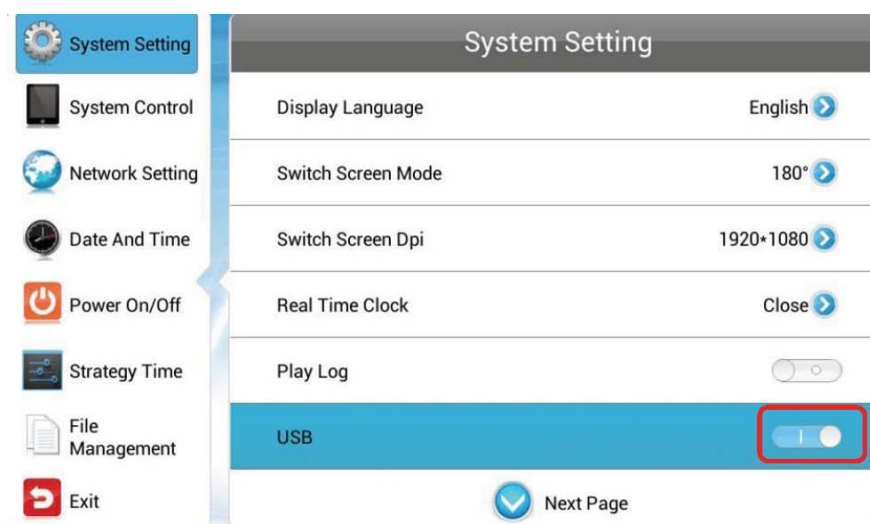 System Setting
System Control
Network Setting
Date And Time
Power On/Off
Strategy Time
File
Management
Exit
System Setting
Display Language English
Switch Screen Mode 180°
Switch Screen Dpi 1920*1080
Real Time Clock Close
Play Log
USB
Next Page